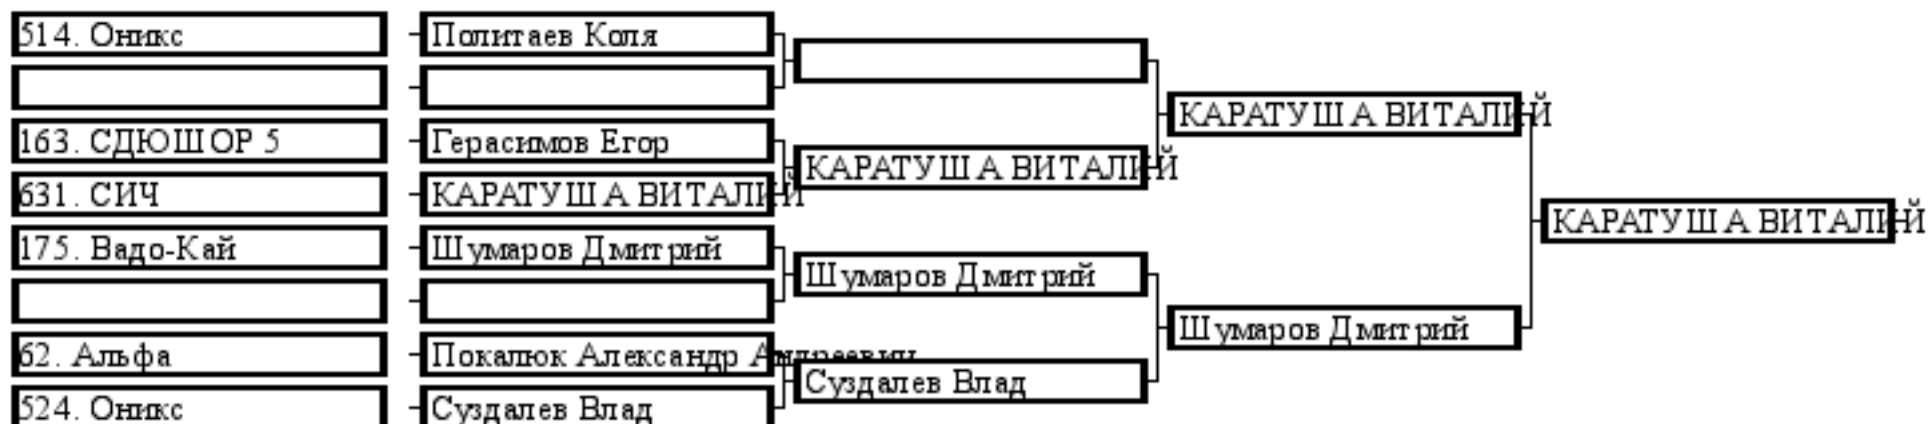 514. Оникс
Политаев Коля
КАРАТУША ВИТАЛИЙ
163. СДЮШОР 5
Герасимов Егор
КАРАТУША ВИТАЛИЙ
631. СИЧ
КАРАТУША ВИТАЛИЙ
КАРАТУША ВИТАЛИЙ
175. Вадо-Кай
Шумаров Дмитрий
Шумаров Дмитрий
Шумаров Дмитрий
62. Альфа
Покалюк Александр Андреевич
Суздалев Влад
524. Оникс
Суздалев Влад